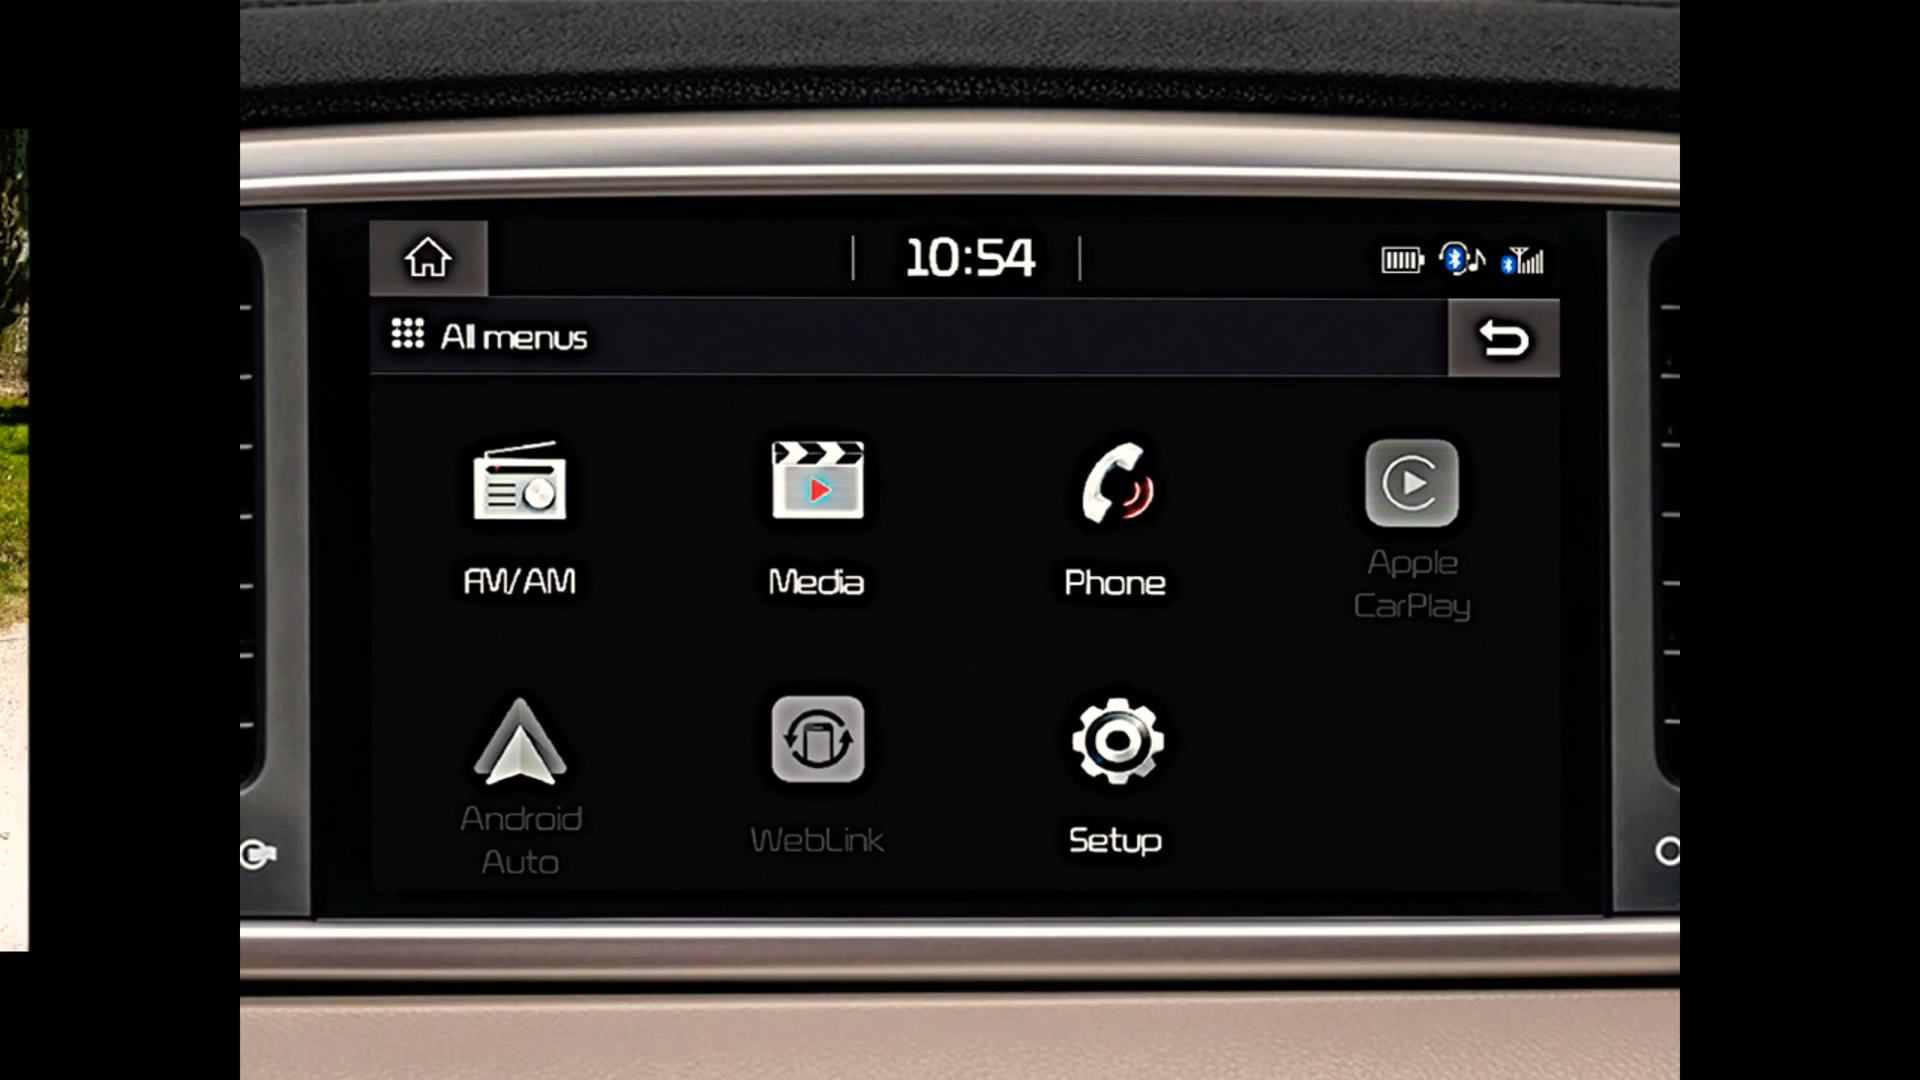 10:54
All menus
FM/AM
Media
Phone
Apple
CarPlay
Android
Auto
WebLink
Setup